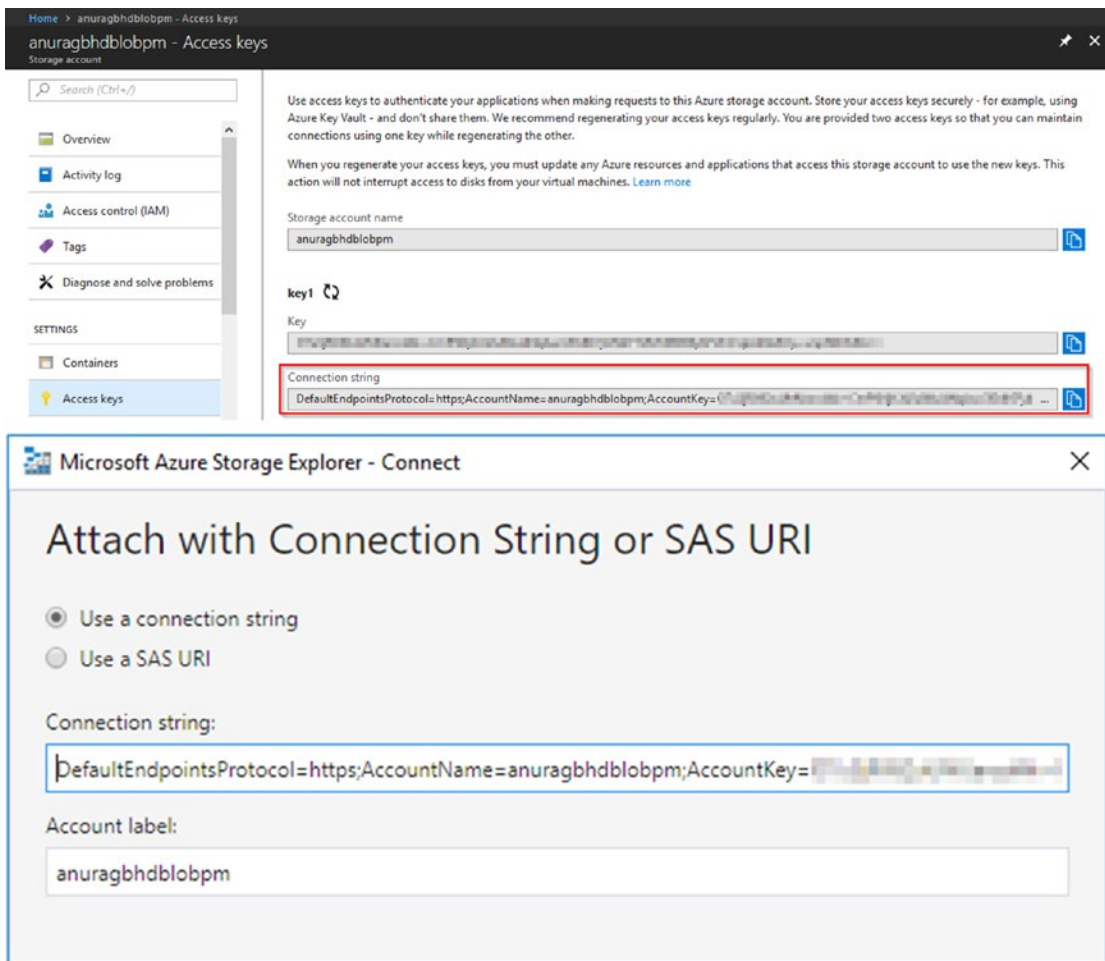 Home > anuragbhdblobpm - Access keys
anuragbhdblobpm - Access keys
Storage account
Search (Ctrl+/)
Overview
Activity log
Access control (IAM)
Tags
Diagnose and solve problems
SETTINGS
Containers
Access keys
Use access keys to authenticate your applications when making requests to this Azure storage account. Store your access keys securely - for example, using
Azure Key Vault - and don't share them. We recommend regenerating your access keys regularly. You are provided two access keys so that you can maintain
connections using one key while regenerating the other.
When you regenerate your access keys, you must update any Azure resources and applications that access this storage account to use the new keys. This
action will not interrupt access to disks from your virtual machines. Learn more
Storage account name
anuragbhdblobpm
key1
Key
Connection string
DefaultEndpointsProtocol=https;AccountName=anuragbhdblobpm;AccountKey= ...
Microsoft Azure Storage Explorer - Connect
Attach with Connection String or SAS URI
Use a connection string
Use a SAS URI
Connection string:
DefaultEndpointsProtocol=https;AccountName=anuragbhdblobpm;AccountKey=
Account label:
anuragbhdblobpm